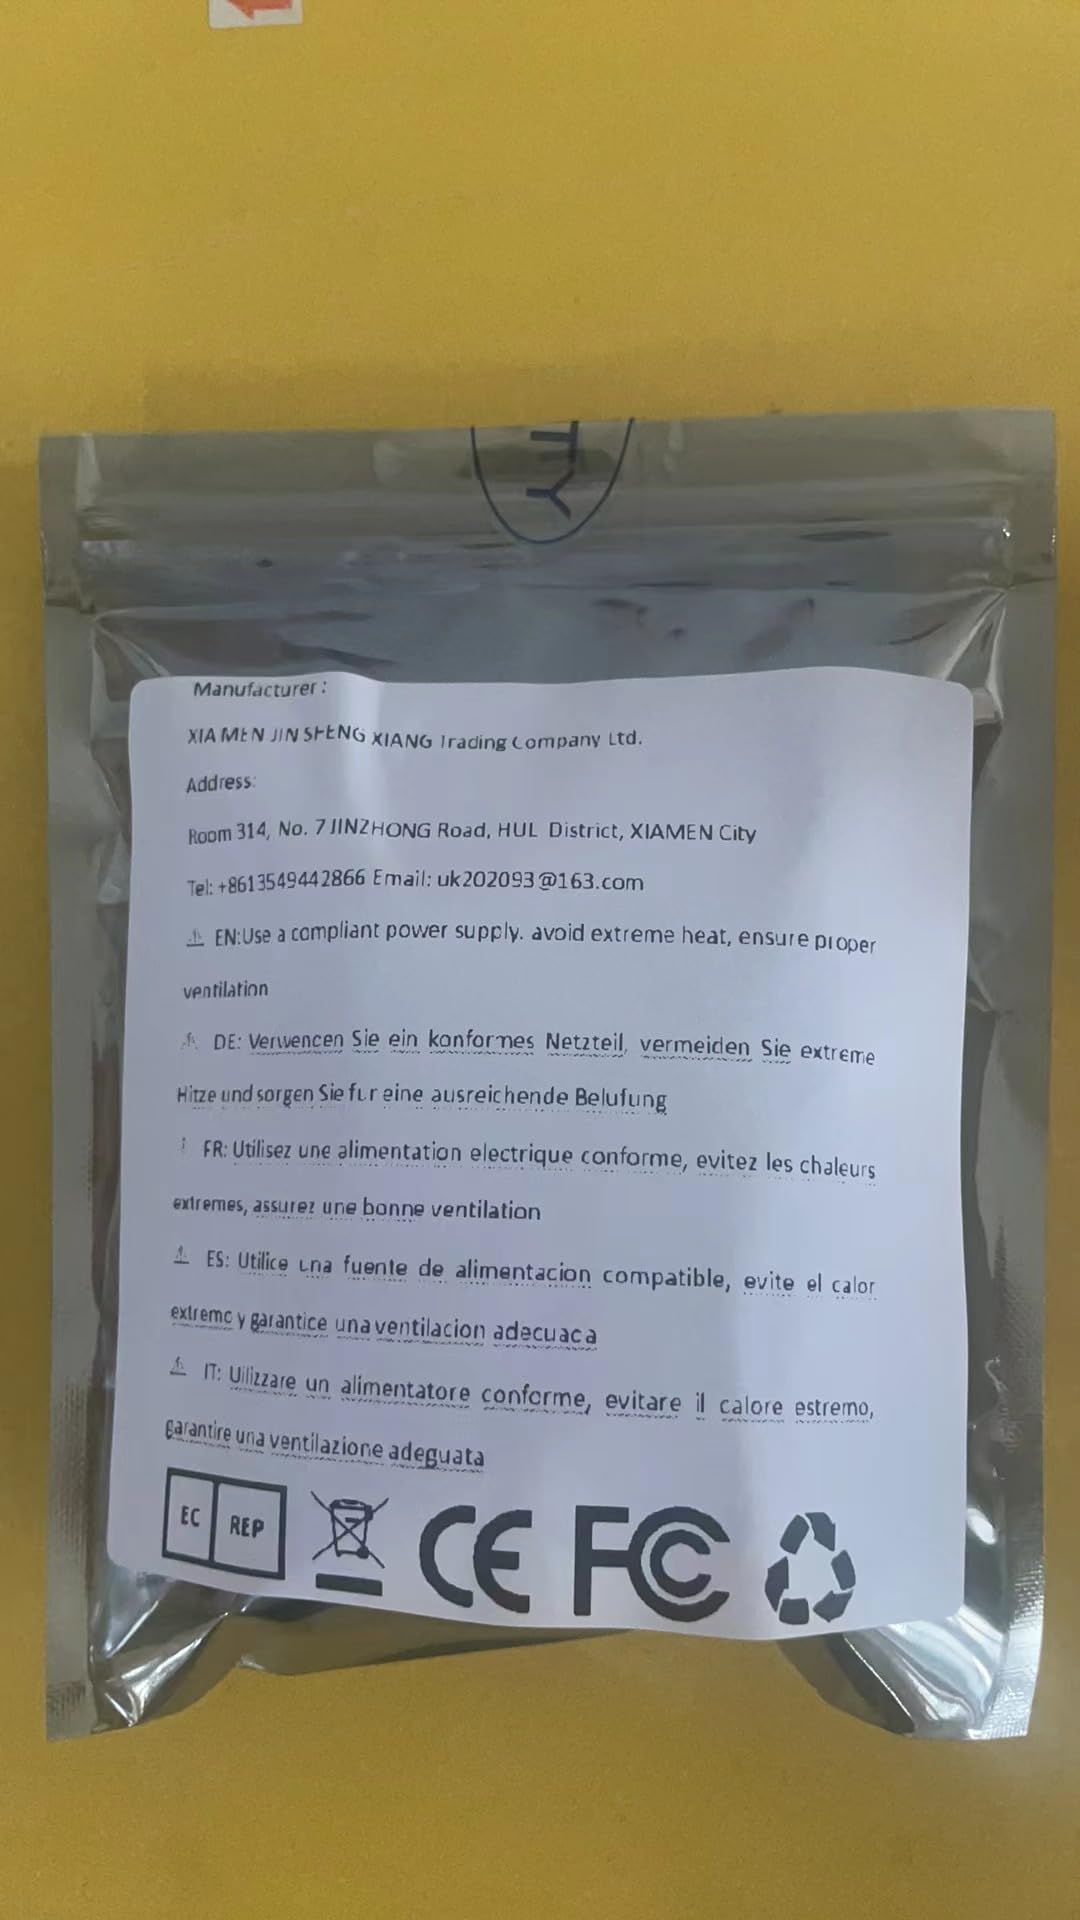 TY
Manufacturer:
XIAMEN JIN SHENG XIANG Trading Company Ltd.
Address:
Room 314, No. 7 JINZHONG Road, HUL District, XIAMEN City
Tel: +8613549442866 Email: uk202093@163.com
EN:Use a compliant power supply. avoid extreme heat, ensure proper
ventilation
DE: Verwencen Sie ein konformes Netzteil, vermeiden Sie extreme
Hitze und sorgen Sie fur eine ausreichende Belufung
FR: Utilisez une alimentation electrique conforme, evitez les chaleurs
extremes, assurez une bonne ventilation
ES: Utilice una fuente de alimentacion compatible, evite el calor
extremo y garantice una ventilacion adecuaca
IT: Uilizzare un alimentatore conforme, evitare il calore estremo,
garantire una ventilazione adeguata
EC REP CE FC